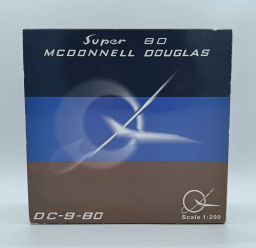 Super 80
MCDONNELL DOUGLAS
DC-9-80
Scale 1:200